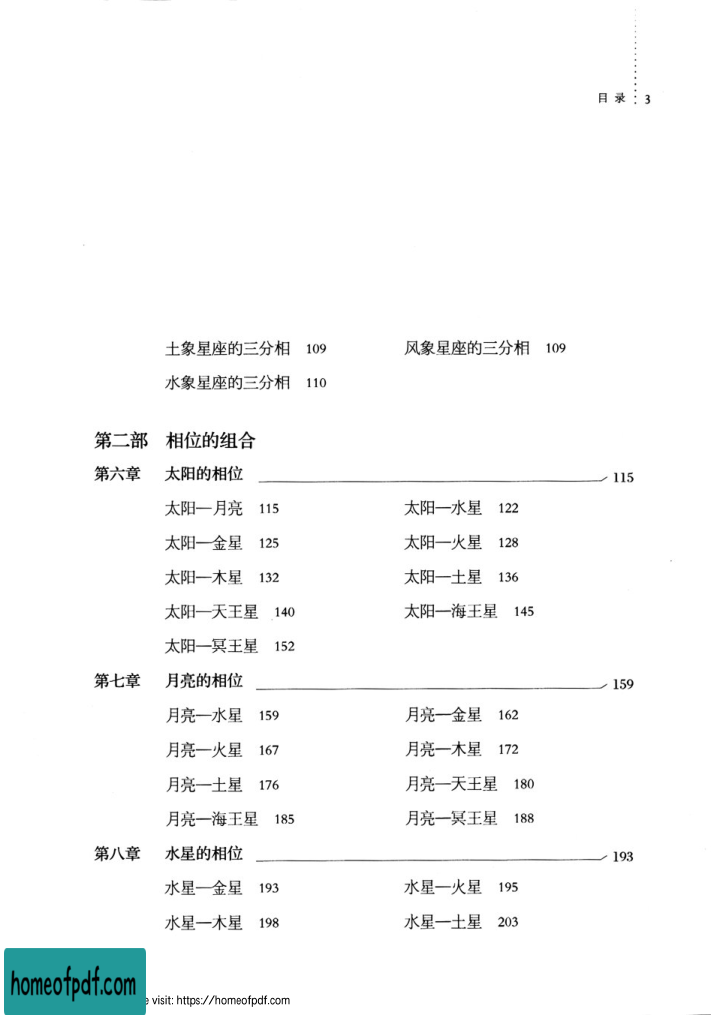 目 录 3
土象星座的三分相 109 风象星座的三分相 109
水象星座的三分相 110
第二部 相位的组合
第六章 太阳的相位 115
太阳—月亮 115 太阳—水星 122
太阳—金星 125 太阳—火星 128
太阳—木星 132 太阳—土星 136
太阳—天王星 140 太阳—海王星 145
太阳—冥王星 152
第七章 月亮的相位 159
月亮—水星 159 月亮—金星 162
月亮—火星 167 月亮—木星 172
月亮—土星 176 月亮—天王星 180
月亮—海王星 185 月亮—冥王星 188
第八章 水星的相位 193
水星—金星 193 水星—火星 195
水星—木星 198 水星—土星 203
homeofpdf.com
e visit: https://homeofpdf.com